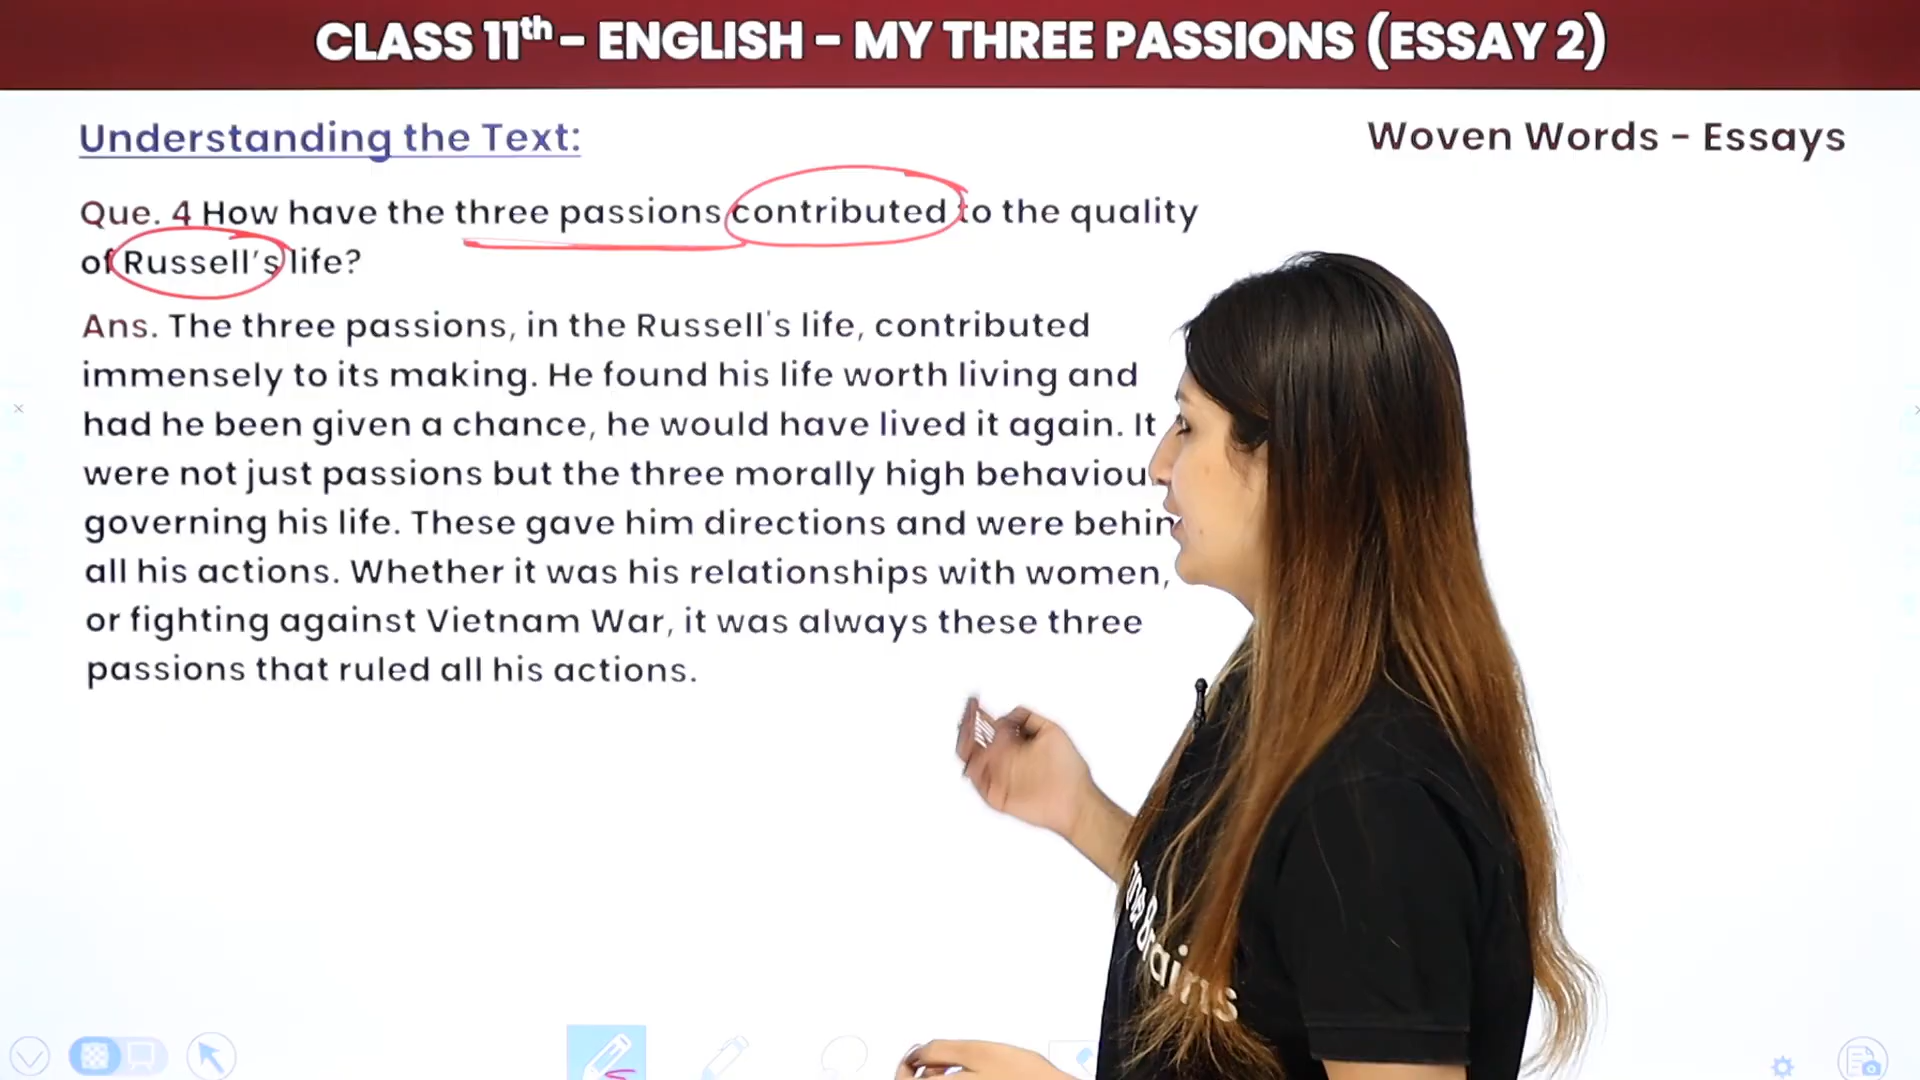 CLASS 11th - ENGLISH - MY THREE PASSIONS (ESSAY 2)
Understanding the Text:
Woven Words - Essays
Que. 4 How have the three passions contributed to the quality
of Russell's life?
Ans. The three passions, in the Russell's life, contributed
immensely to its making. He found his life worth living and
had he been given a chance, he would have lived it again. It
were not just passions but the three morally high behaviou
governing his life. These gave him directions and were behin
all his actions. Whether it was his relationships with women,
or fighting against Vietnam War, it was always these three
passions that ruled all his actions.
Brains